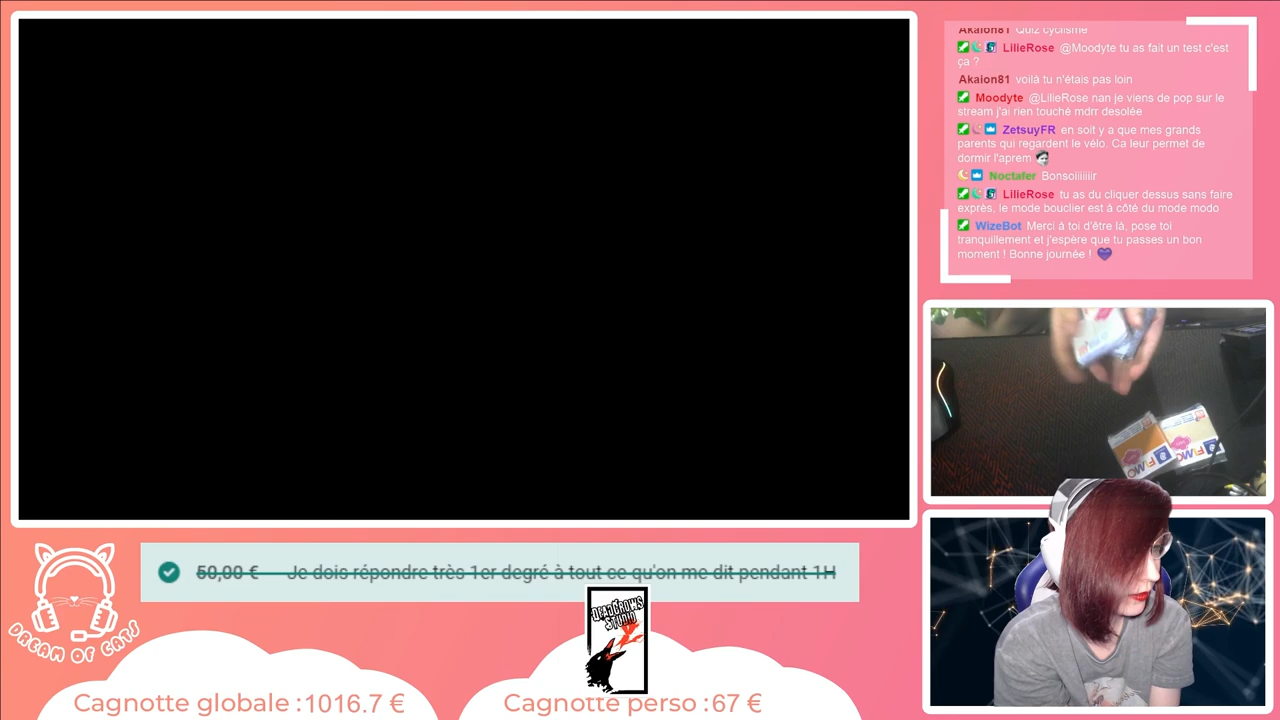 Akaion81 Quiz cyclisme
LilieRose @Moodyte tu as fait un test c'est
ça ?
Akaion81 voilà tu n'étais pas loin
Moodyte @LilieRose nan je viens de pop sur le
stream j'ai rien touché mdrr desolée
ZetsuyFR en soit y a que mes grands
parents qui regardent le vélo. Ca leur permet de
dormir l'aprem
Noctafer Bonsoiiiiiiir
LilieRose tu as du cliquer dessus sans faire
exprès, le mode bouclier est à côté du mode modo
WizeBot Merci à toi d'être là, pose toi
tranquillement et j'espère que tu passes un bon
moment ! Bonne journée !
50,00 € Je dois répondre très 1er degré à tout ce qu'on me dit pendant 1H
DREAM OF CATS
DEAD CROWS
STUDIO
Cagnotte globale :1016.7 €
Cagnotte perso :67 €